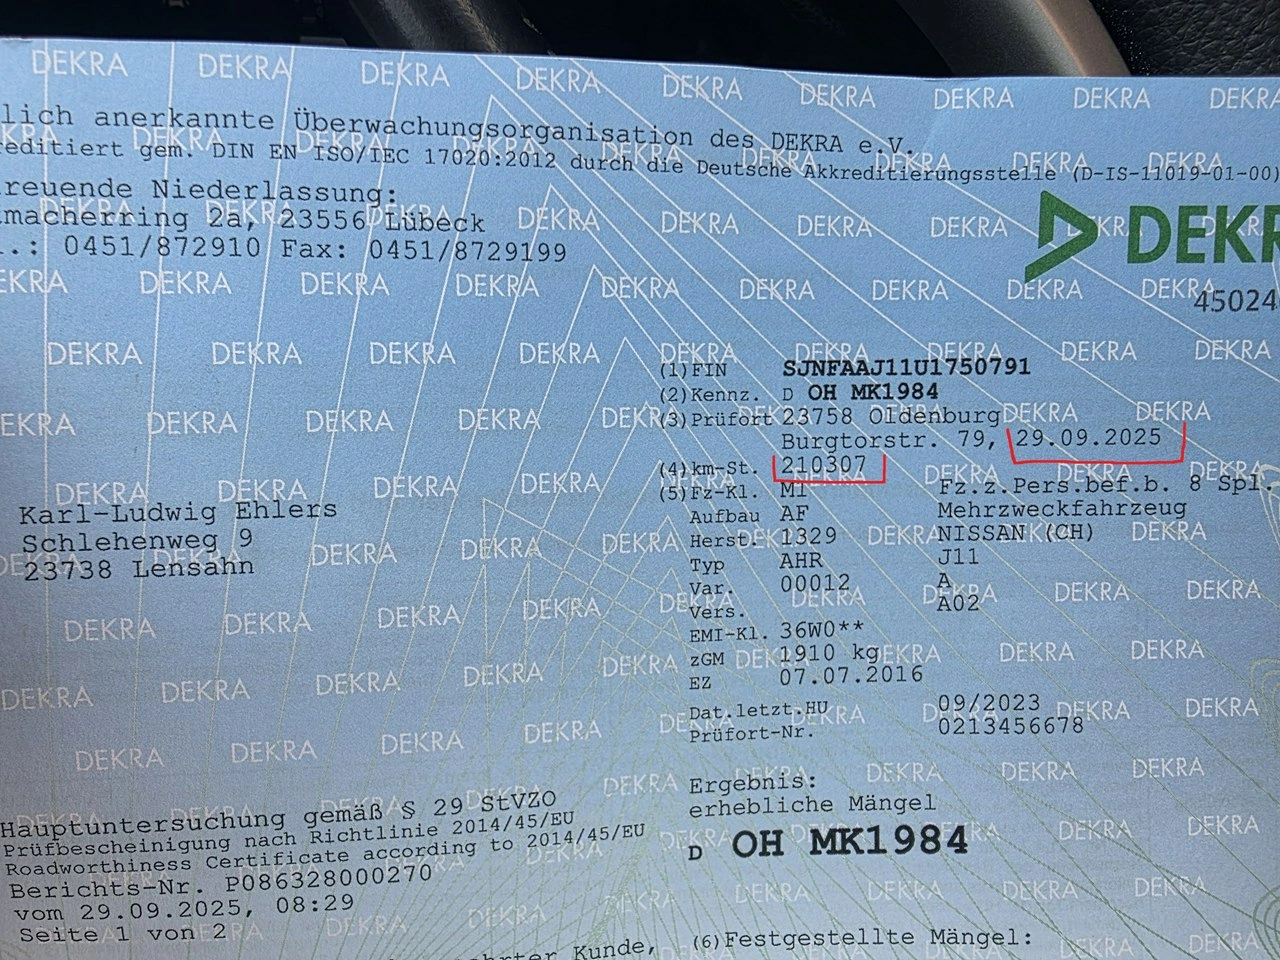 lich anerkannte Überwachungsorganisation des DEKRA e.V.
editiert gem. DIN EN ISO/IEC 17020:2012 durch die Deutsche Akkreditierungsstelle (D-IS-11019-01-00)
reuende Niederlassung:
macherring 2a, 23556 Lübeck
.: 0451/872910 Fax: 0451/8729199
DEKR
45024
(1)FIN SJNFAAJ11U1750791
(2)Kennz. D OH MK1984
(3)Prüfort 23758 Oldenburg
Burgtorstr. 79, 29.09.2025
(4)km-St. 210307
(5)Fz-Kl. M1 Fz.z.Pers.bef.b. 8 Spl.
Aufbau AF Mehrzweckfahrzeug
Herst. 1329 NISSAN (CH)
Typ AHR J11
Var. 00012 A
Vers. A02
EMI-Kl. 36W0**
zGM 1910 kg
EZ 07.07.2016
Dat.letzt.HU 09/2023
Prüfort-Nr. 0213456678
Karl-Ludwig Ehlers
Schlehenweg 9
23738 Lensahn
Ergebnis:
erhebliche Mängel
D OH MK1984
Hauptuntersuchung gemäß § 29 StVZO
Prüfbescheinigung nach Richtlinie 2014/45/EU
Roadworthiness Certificate according to 2014/45/EU
Berichts-Nr. P086328000270
vom 29.09.2025, 08:29
Seite 1 von 2
Kunde,
(6)Festgestellte Mängel: